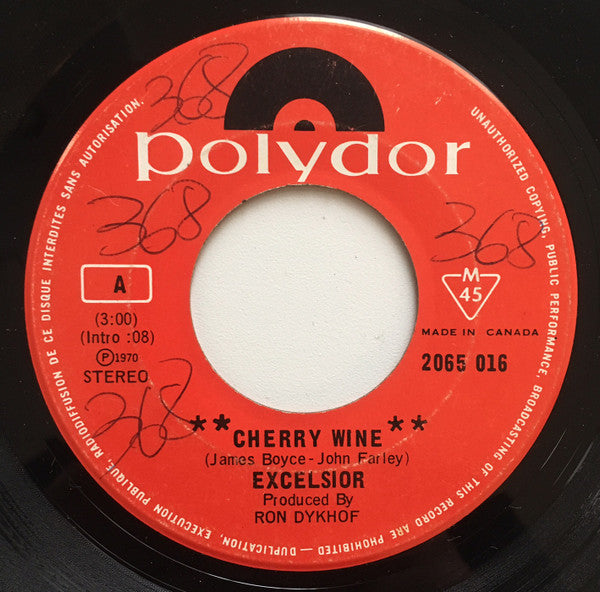 368
polydor
368
368
A
(3:00)
(Intro :08)
Ⓟ1970
STEREO
M
45
MADE IN CANADA
2065 016
368
**CHERRY WINE**
(James Boyce - John Farley)
EXCELSIOR
Produced By
RON DYKHOF
UNAUTHORIZED COPYING, PUBLIC PERFORMANCE, BROADCASTING OF THIS RECORD ARE PROHIBITED — DUPLICATION, EXÉCUTION PUBLIQUE, RADIODIFFUSION DE CE DISQUE INTERDITES SANS AUTORISATION.